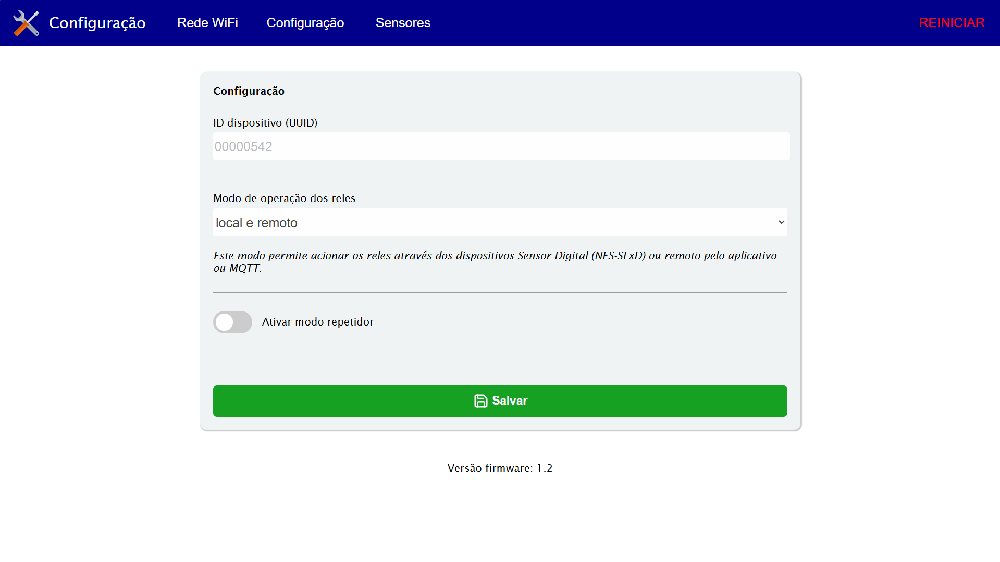 Configuração
Rede WiFi
Configuração
Sensores
REINICIAR
Configuração
ID dispositivo (UUID)
00000542
Modo de operação dos reles
local e remoto
Este modo permite acionar os reles através dos dispositivos Sensor Digital (NES-SLxD) ou remoto pelo aplicativo
ou MQTT.
Ativar modo repetidor
Salvar
Versão firmware: 1.2